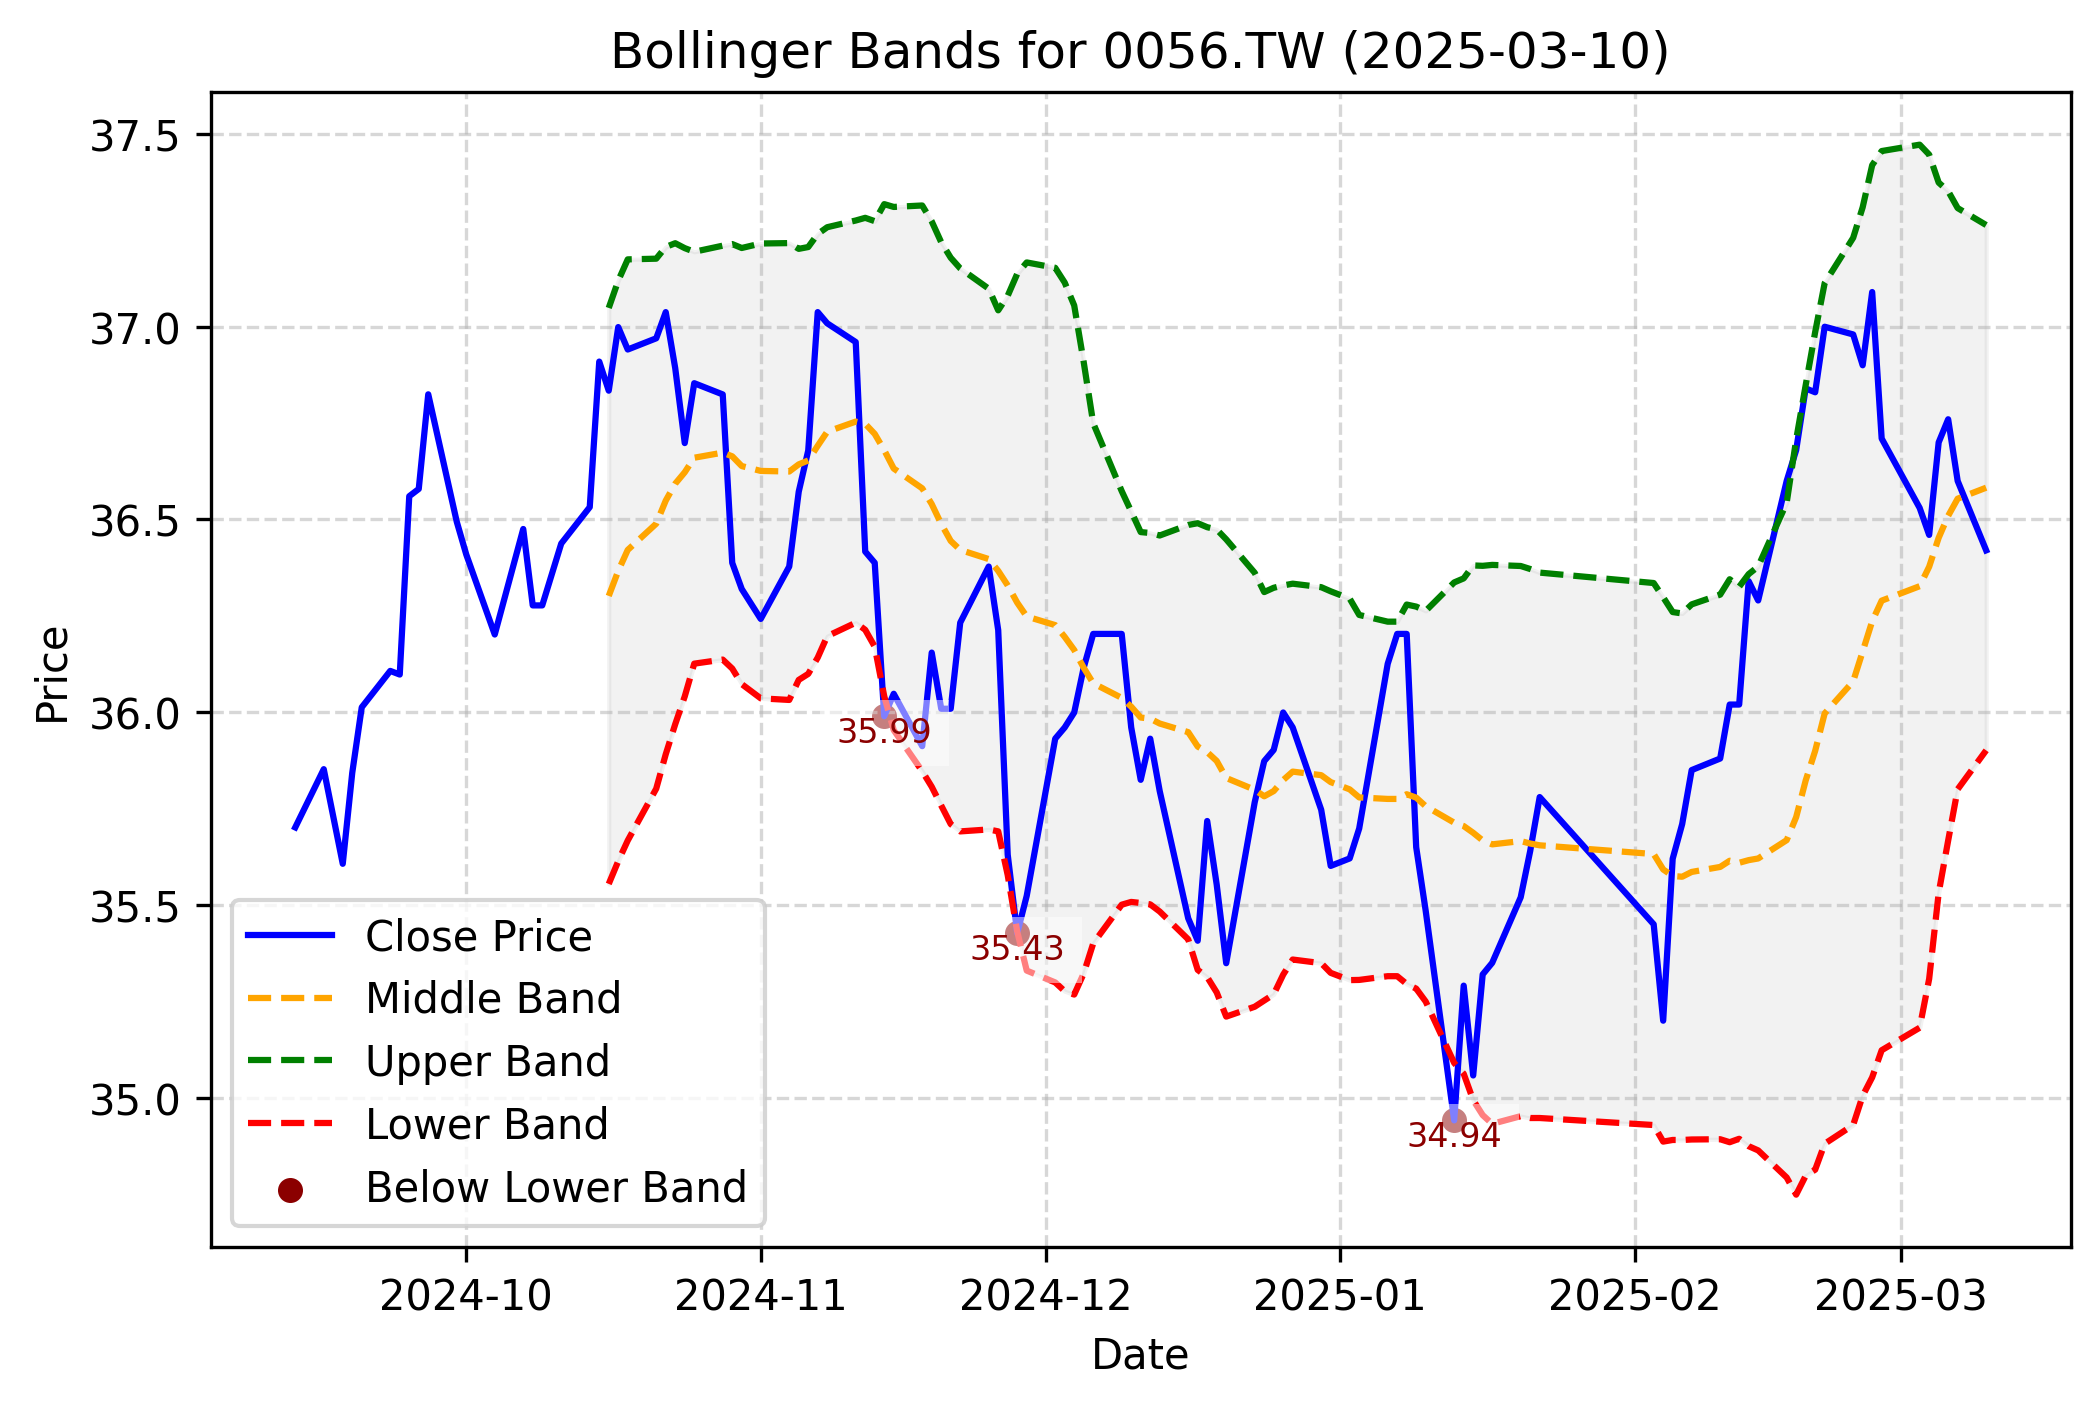 Bollinger Bands for 0056.TW (2025-03-10)
Price
37.5
37.0
36.5
36.0
35.5
35.0
35.99
35.43
34.94
Close Price
Middle Band
Upper Band
Lower Band
Below Lower Band
2024-10
2024-11
2024-12
2025-01
2025-02
2025-03
Date